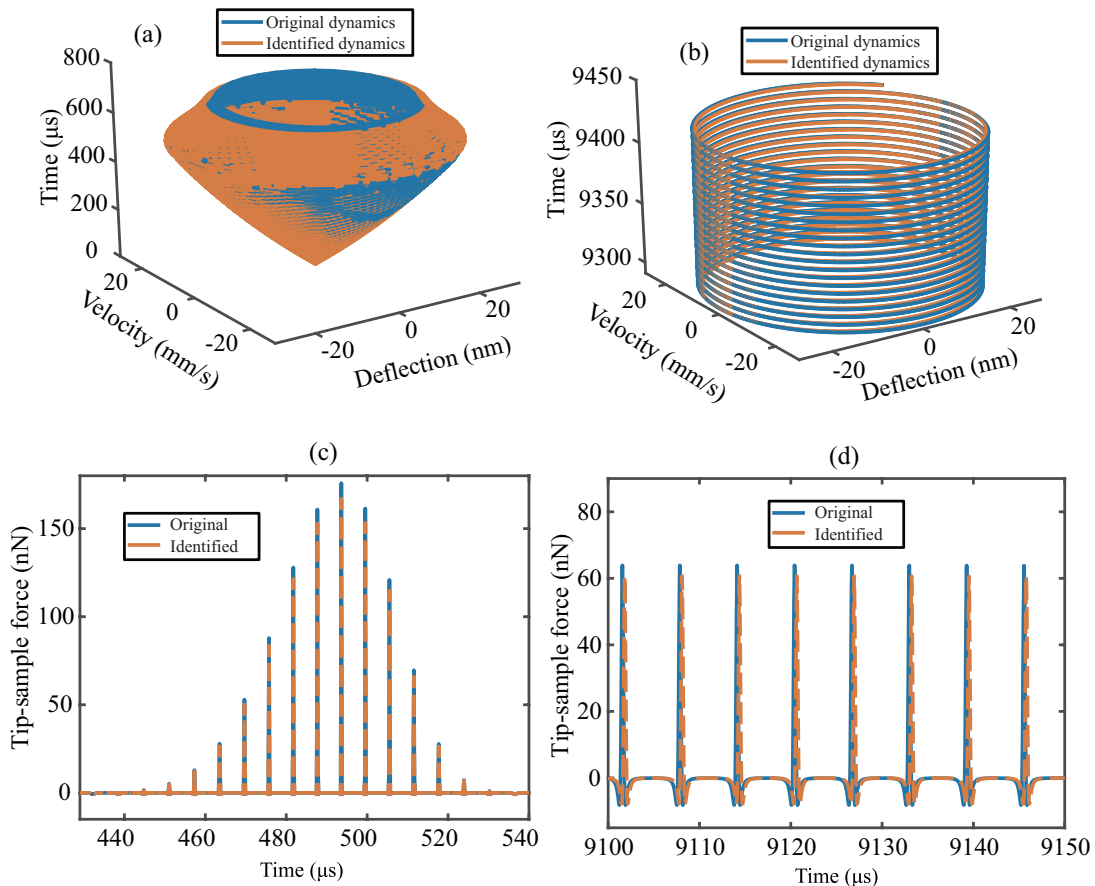 (a)
Original dynamics
Identified dynamics
800
600
400
200
0
Time (μs)
20
0
-20
Velocity (mm/s)
-20
0
20
Deflection (nm)
(b)
Original dynamics
Identified dynamics
9450
9400
9350
9300
Time (μs)
20
0
-20
Velocity (mm/s)
-20
0
20
Deflection (nm)
(c)
Original
Identified
150
100
50
0
Tip-sample force (nN)
440 460 480 500 520 540
Time (μs)
(d)
Original
Identified
80
60
40
20
0
Tip-sample force (nN)
9100 9110 9120 9130 9140 9150
Time (μs)